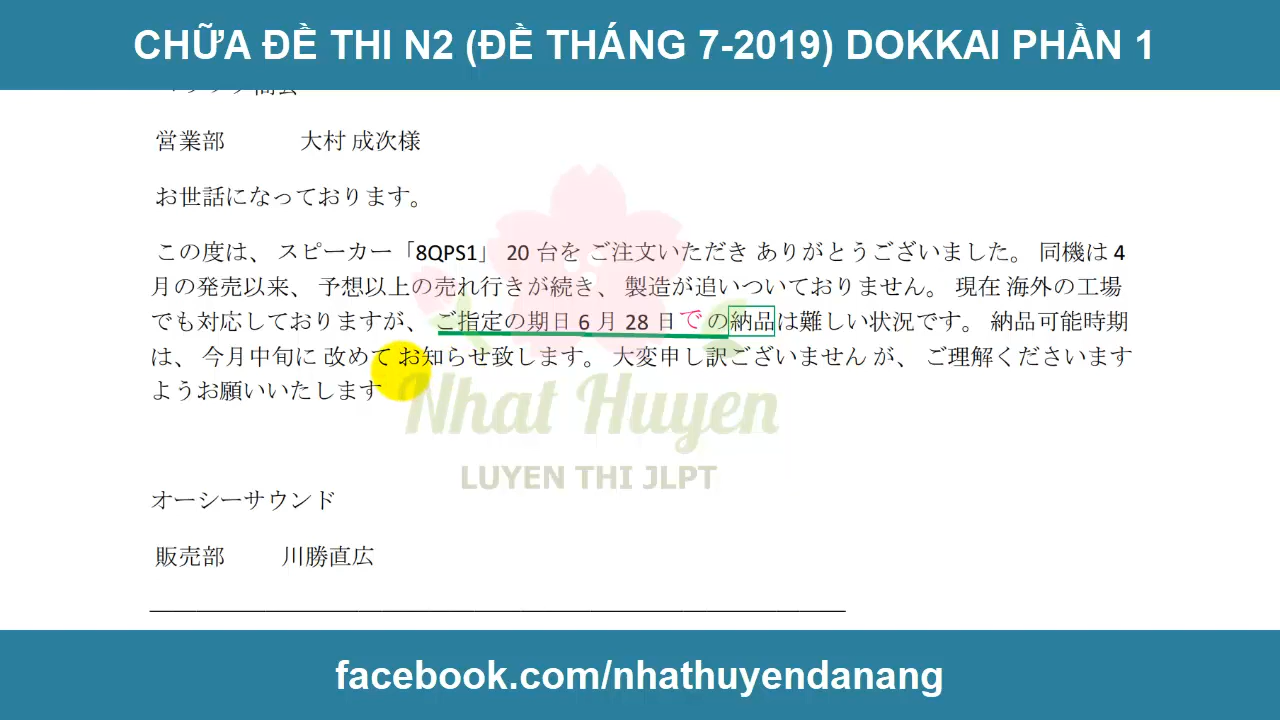 CHỮA ĐỀ THI N2 (ĐỀ THÁNG 7-2019) DOKKAI PHẦN 1
営業部 大村 成次様
お世話になっております。
この度は、 スピーカー「8QPS1」 20 台を ご注文いただき ありがとうございました。 同機は 4
月の発売以来、 予想以上の売れ行きが続き、 製造が追いついておりません。 現在 海外の工場
でも対応しておりますが、 ご指定の期日 6 月 28 日での納品は難しい状況です。 納品可能時期
は、 今月中旬に 改めて お知らせ致します。 大変申し訳ございません が、 ご理解くださいます
ようお願いいたします
Nhat Huyen
LUYEN THI JLPT
オーシーサウンド
販売部 川勝直広
facebook.com/nhathuyendanang